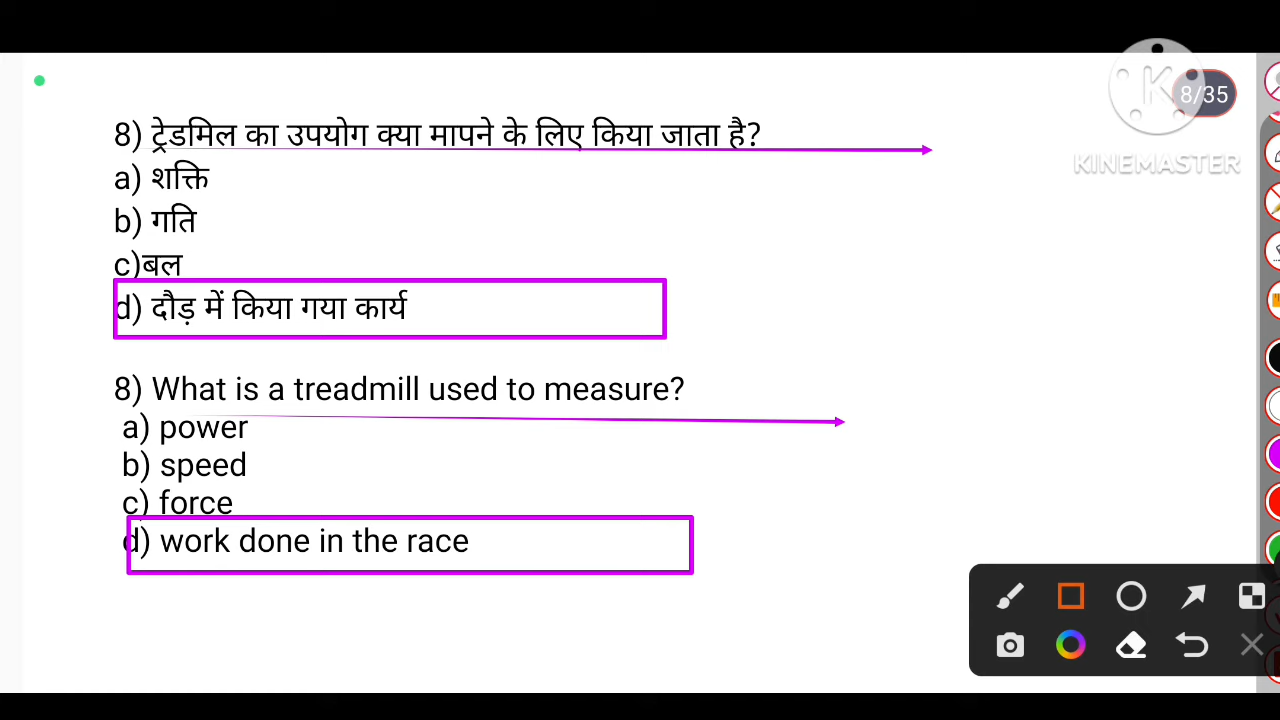 8/35
KINEMASTER
8) ट्रेडमिल का उपयोग क्या मापने के लिए किया जाता है?
a) शक्ति
b) गति
c)बल
d) दौड़ में किया गया कार्य
8) What is a treadmill used to measure?
a) power
b) speed
c) force
d) work done in the race